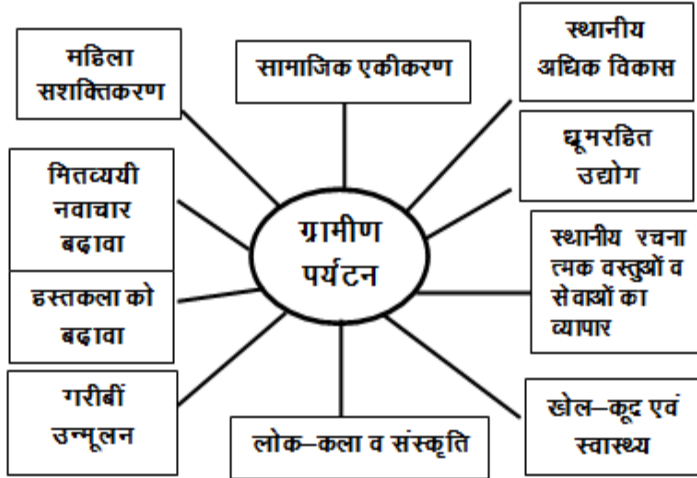 महिला
सशक्तिकरण
सामाजिक एकीकरण
स्थानीय
अधिक विकास
धूमरहित
उद्योग
मितव्ययी
नवाचार
बढ़ावा
ग्रामीण
पर्यटन
स्थानीय रचना
त्मक वस्तुओं व
सेवाओं का
व्यापार
हस्तकला को
बढ़ावा
गरीबीं
उन्मूलन
लोक–कला व संस्कृति
खेल–कूद एवं
स्वास्थ्य